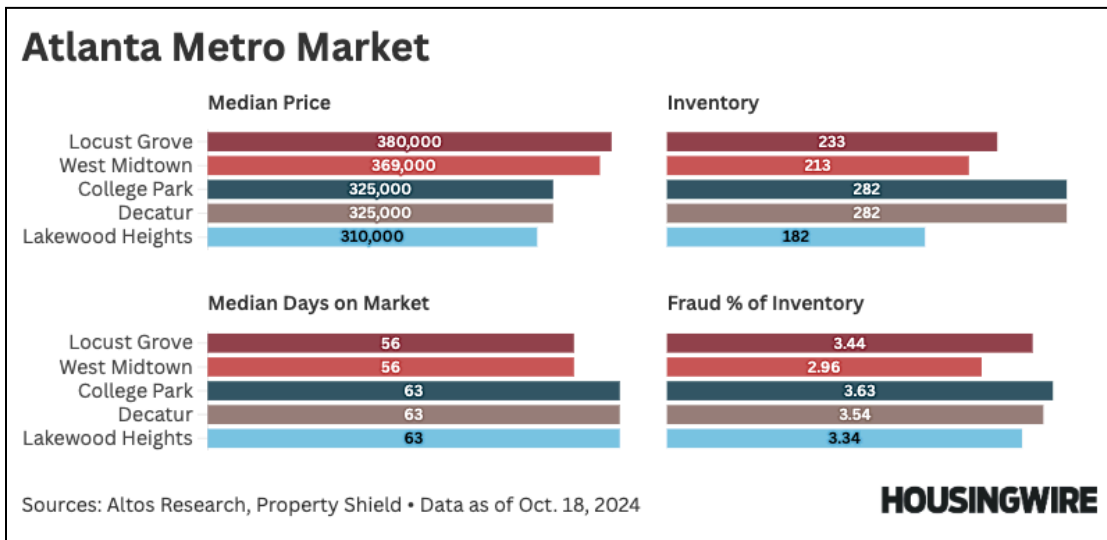 Atlanta Metro Market
Median Price
Locust Grove 380,000
West Midtown 369,000
College Park 325,000
Decatur 325,000
Lakewood Heights 310,000
Inventory
233
213
282
282
182
Median Days on Market
Locust Grove 56
West Midtown 56
College Park 63
Decatur 63
Lakewood Heights 63
Fraud % of Inventory
3.44
2.96
3.63
3.54
3.34
Sources: Altos Research, Property Shield • Data as of Oct. 18, 2024
HOUSINGWIRE